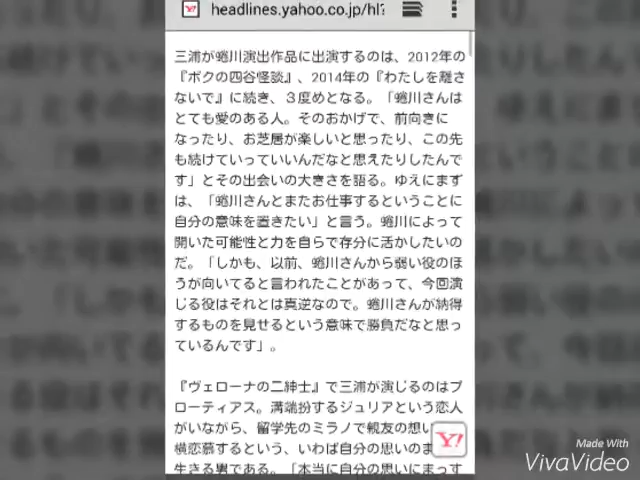 headlines.yahoo.co.jp/hl?
三浦が蜷川演出作品に出演するのは、2012年の
『ボクの四谷怪談』、2014年の『わたしを離さ
ないで』に続き、3度めとなる。「蜷川さんは
とても愛のある人。そのおかげで、前向きに
なったり、お芝居が楽しいと思ったり、この先
も続けていっていいんだなと思えたりしたんで
す」とその出会いの大きさを語る。ゆえにまず
は、「蜷川さんとまたお仕事するということに
自分の意味を置きたい」と言う。蜷川によって
開いた可能性と力を自らで存分に活かしたいの
だ。「しかも、以前、蜷川さんから弱い役のほ
うが向いてると言われたことがあって、今回演
じる役はそれとは真逆なので。蜷川さんが納得
するものを見せるという意味で勝負だなと思っ
ているんです」。
『ヴェローナの二紳士』で三浦が演じるのはプ
ローティアス。溝端扮するジュリアという恋人
がいながら、留学先のミラノで親友の想い
横恋慕するという、いわば自分の思いのま
生きる男である。「本当に自分の思いにまっす
Y!
Made With
VivaVideo